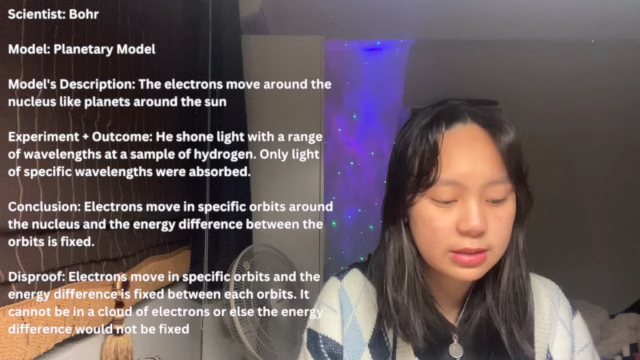 Scientist: Bohr
Model: Planetary Model
Model's Description: The electrons move around the
nucleus like planets around the sun
Experiment + Outcome: He shone light with a range
of wavelengths at a sample of hydrogen. Only light
of specific wavelengths were absorbed.
Conclusion: Electrons move in specific orbits around
the nucleus and the energy difference between the
orbits is fixed.
Disproof: Electrons move in specific orbits and the
energy difference is fixed between each orbits. It
cannot be in a cloud of electrons or else the energy
difference would not be fixed